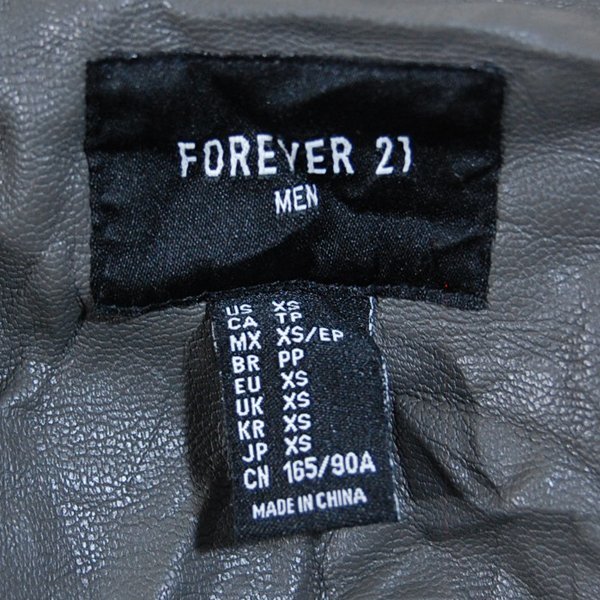 FOREVER 21
MEN
US XS
CA TP
MX XS/EP
BR PP
EU XS
UK XS
KR XS
JP XS
CN 165/90A
MADE IN CHINA